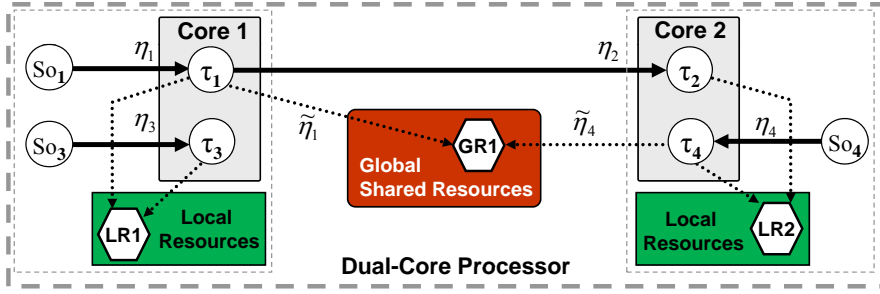 Core 1
Core 2
So1
η1
τ1
η2
τ2
So3
η3
τ3
η̃1
GR1
η̃4
τ4
η4
So4
Global
Shared Resources
LR1
Local
Resources
Local
Resources
LR2
Dual-Core Processor